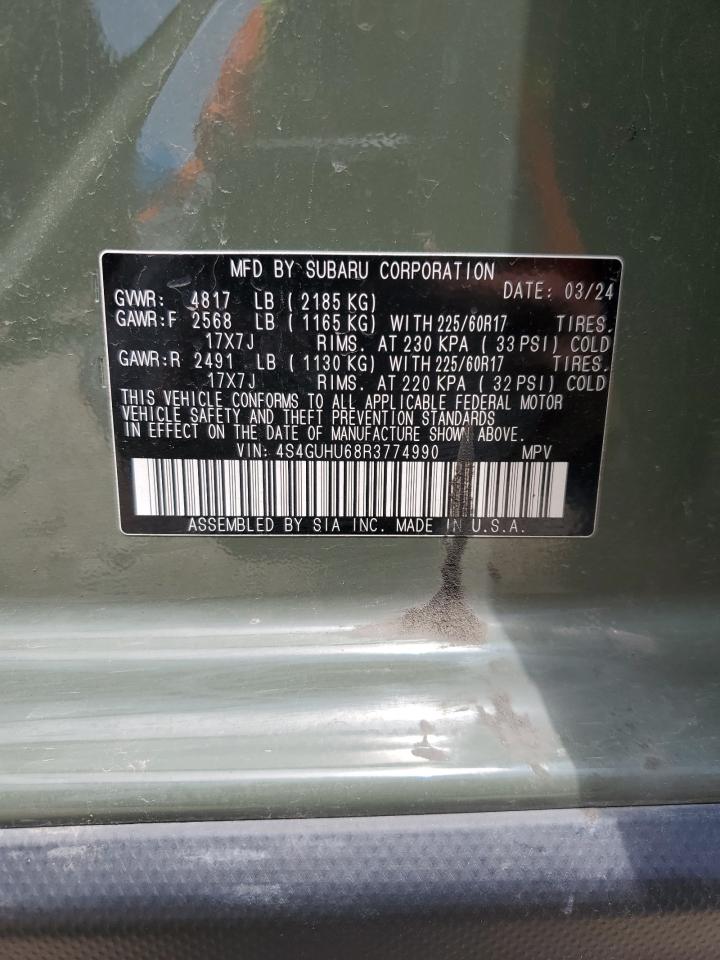 MFD BY SUBARU CORPORATION
GVWR: 4817 LB ( 2185 KG) DATE: 03/24
GAWR:F 2568 LB ( 1165 KG) WITH 225/60R17 TIRES.
17X7J RIMS. AT 230 KPA ( 33 PSI) COLD
GAWR:R 2491 LB ( 1130 KG) WITH 225/60R17 TIRES.
17X7J RIMS. AT 220 KPA ( 32 PSI) COLD
THIS VEHICLE CONFORMS TO ALL APPLICABLE FEDERAL MOTOR
VEHICLE SAFETY AND THEFT PREVENTION STANDARDS
IN EFFECT ON THE DATE OF MANUFACTURE SHOWN ABOVE.
VIN: 4S4GUHU68R3774990 MPV
ASSEMBLED BY SIA INC. MADE IN U.S.A.